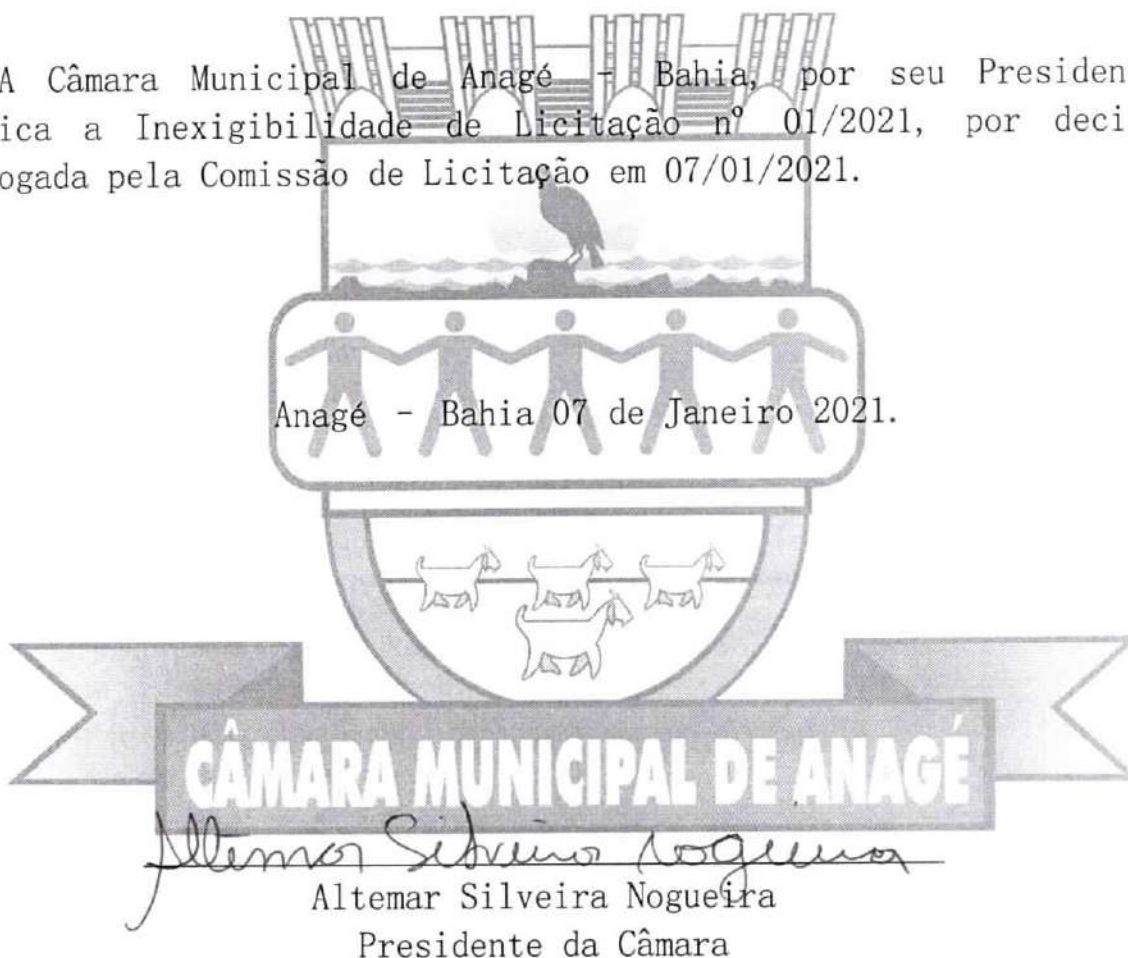 A Câmara Municipal de Anagé - Bahia, por seu Presiden
ica a Inexigibilidade de Licitação nº 01/2021, por deci
ogada pela Comissão de Licitação em 07/01/2021.
Anagé - Bahia 07 de Janeiro 2021.
CÂMARA MUNICIPAL DE ANAGÉ
Altemar Silveira Nogueira
Altemar Silveira Nogueira
Presidente da Câmara